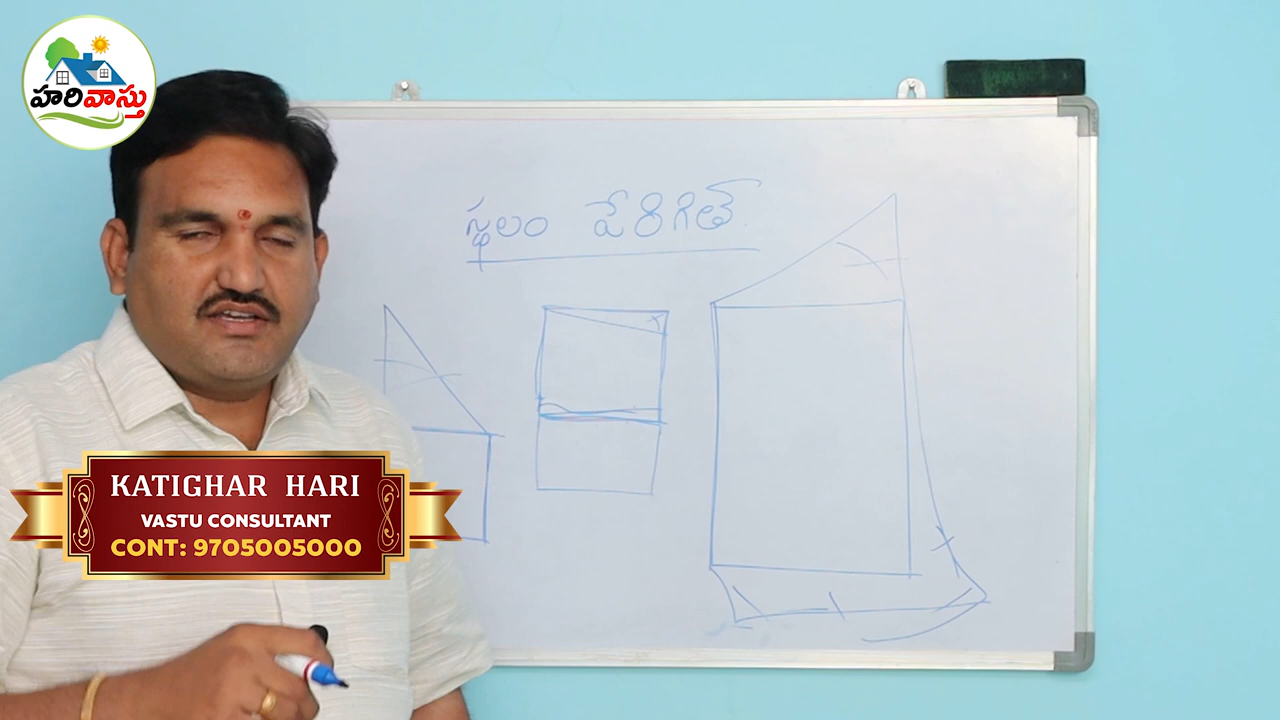 హరివాస్తు
స్థలం పేరిగితే
KATIGHAR HARI
VASTU CONSULTANT
CONT: 9705005000